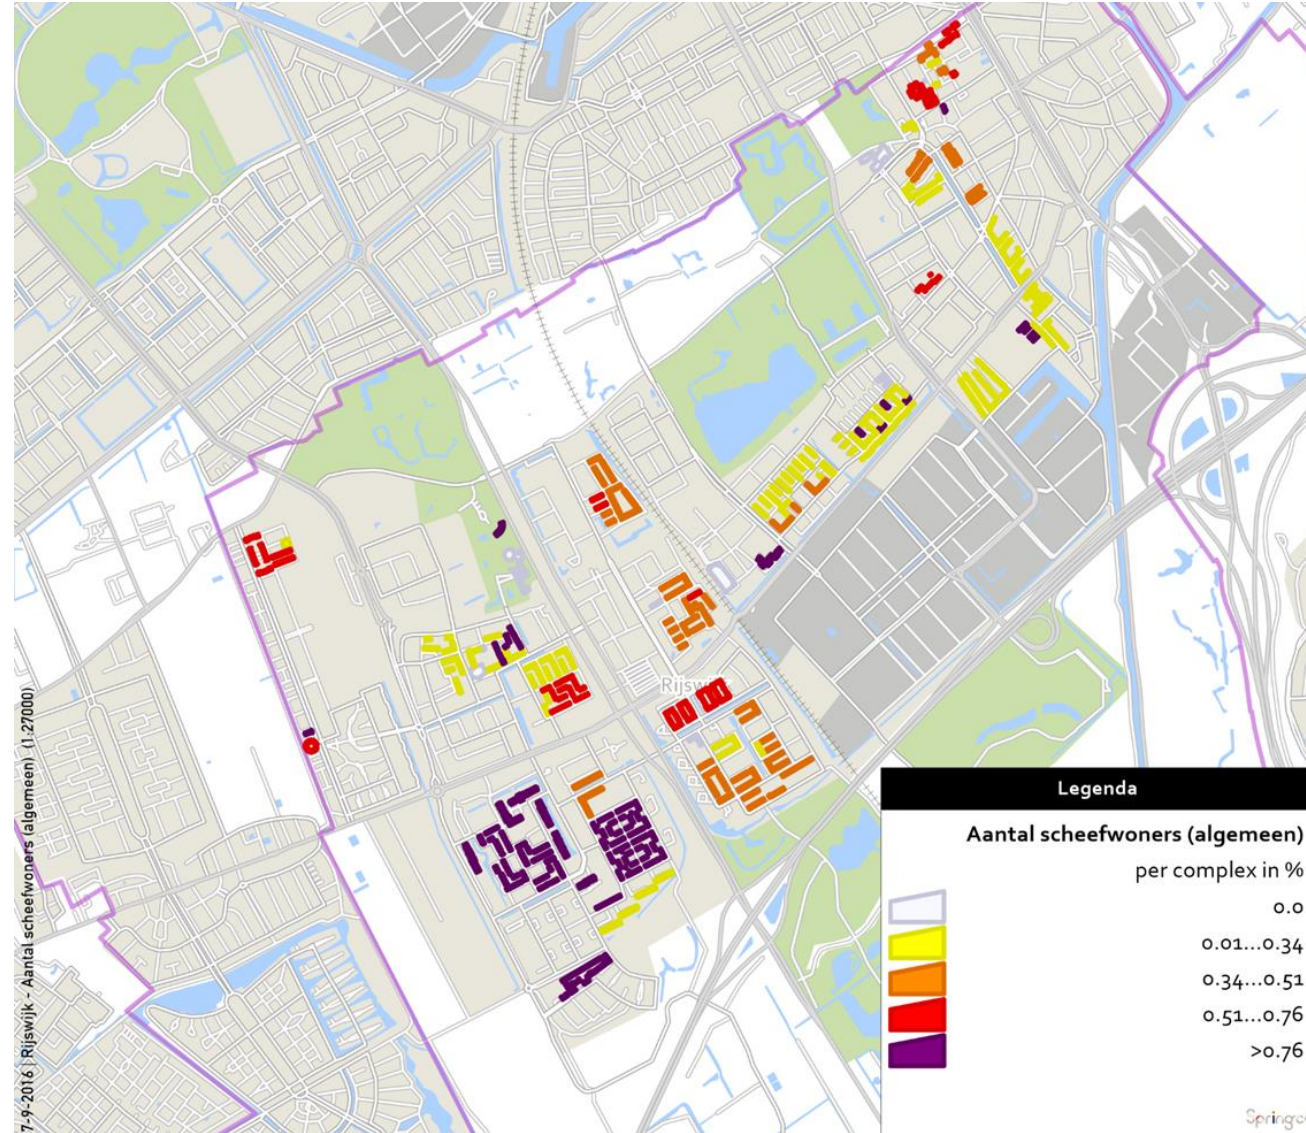 7-9-2016 | Rijswijk - Aantal scheefwoners (algemeen) (1:27000)
Rijswijk
Legenda
Aantal scheefwoners (algemeen)
per complex in %
0.0
0.01...0.34
0.34...0.51
0.51...0.76
>0.76